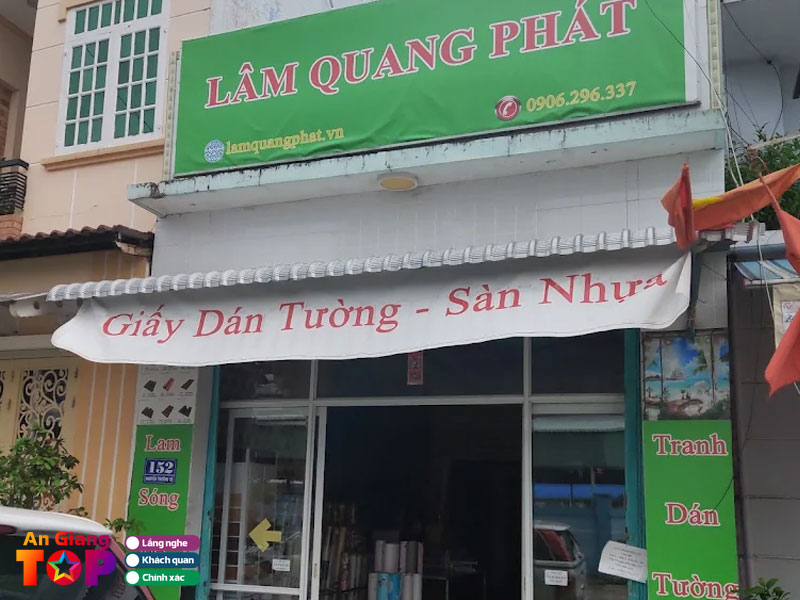 LÂM QUANG PHÁT
0906.296.337
lamquangphat.vn
Giấy Dán Tường - Sàn Nhựa
Lam
152
Sóng
Tranh
Dán
Tường
An Giang
TOP
Lắng nghe
Khách quan
Chính xác